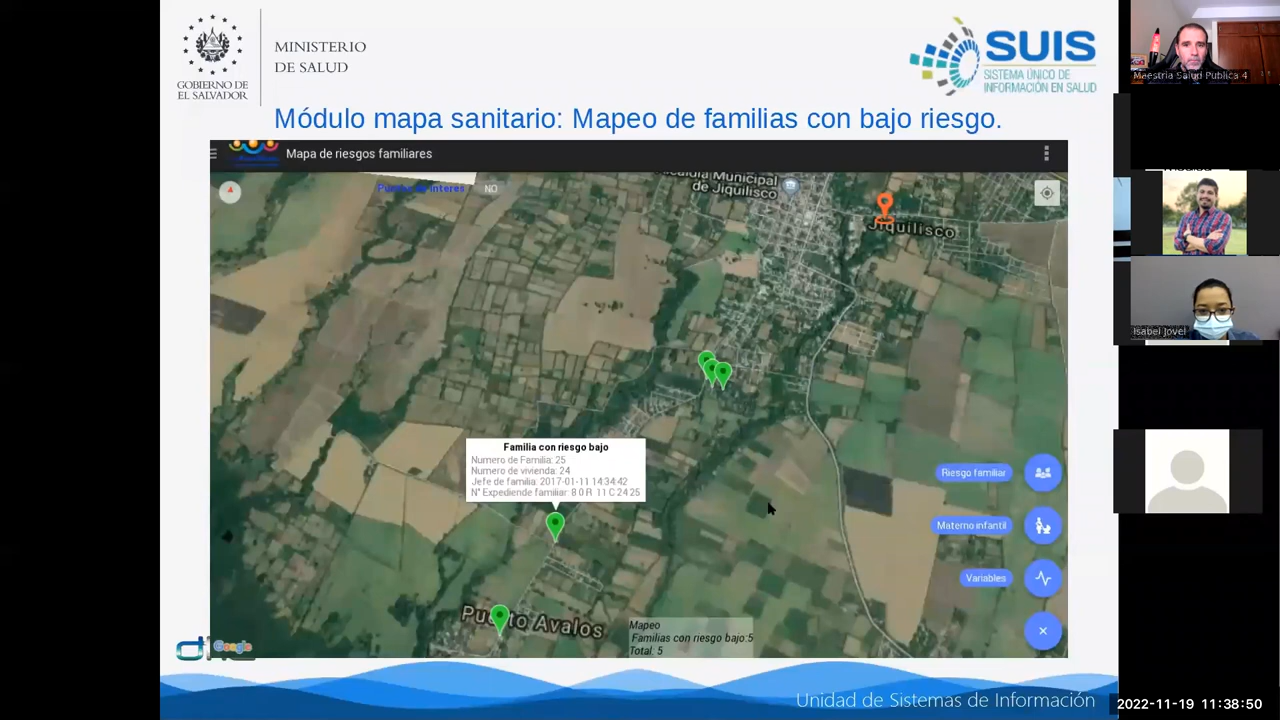 MINISTERIO
DE SALUD
GOBIERNO DE
EL SALVADOR
SUIS
SISTEMA ÚNICO DE
INFORMACIÓN EN SALUD
Módulo mapa sanitario: Mapeo de familias con bajo riesgo.
Mapa de riesgos familiares
de interes NO
Municipal
de Jiquilisco
Jiquilisco
Familia con riesgo bajo
Numero de Familia: 25
Numero de vivienda: 24
Jefe de familia: 2017-01-11 14:34:42
N° Expediende familiar: 8 0 R 11 C 24 25
Riesgo familiar
Materno infantil
Variables
Avalos
Mapeo
Familias con riesgo bajo:5
Total: 5
Google
Unidad de Sistemas de Información
Maestria Salud Publica 4
Isabel Jovel
2022-11-19 11:38:50